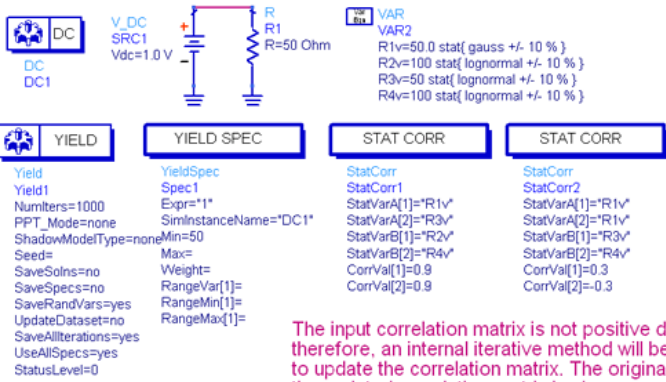 DC
DC
DC1
V_DC
SRC1
Vdc=1.0 V
+
-
R
R1
R=50 Ohm
Var
Eqn
VAR
VAR2
R1v=50.0 stat{ gauss +/- 10 % }
R2v=100 stat{ lognormal +/- 10 % }
R3v=50 stat{ lognormal +/- 10 % }
R4v=100 stat{ lognormal +/- 10 % }
YIELD
Yield
Yield1
NumIters=1000
PPT_Mode=none
ShadowModelType=none
Seed=
SaveSolns=no
SaveSpecs=no
SaveRandVars=yes
UpdateDataset=no
SaveAllIterations=yes
UseAllSpecs=yes
StatusLevel=0
YIELD SPEC
YieldSpec
Spec1
Expr="1"
SimInstanceName="DC1"
Min=50
Max=
Weight=
RangeVar[1]=
RangeMin[1]=
RangeMax[1]=
STAT CORR
StatCorr
StatCorr1
StatVarA[1]="R1v"
StatVarA[2]="R3v"
StatVarB[1]="R2v"
StatVarB[2]="R4v"
CorrVal[1]=0.9
CorrVal[2]=0.9
STAT CORR
StatCorr
StatCorr2
StatVarA[1]="R1v"
StatVarA[2]="R1v"
StatVarB[1]="R3v"
StatVarB[2]="R4v"
CorrVal[1]=0.3
CorrVal[2]=-0.3
The input correlation matrix is not positive d
therefore, an internal iterative method will be
to update the correlation matrix. The origina